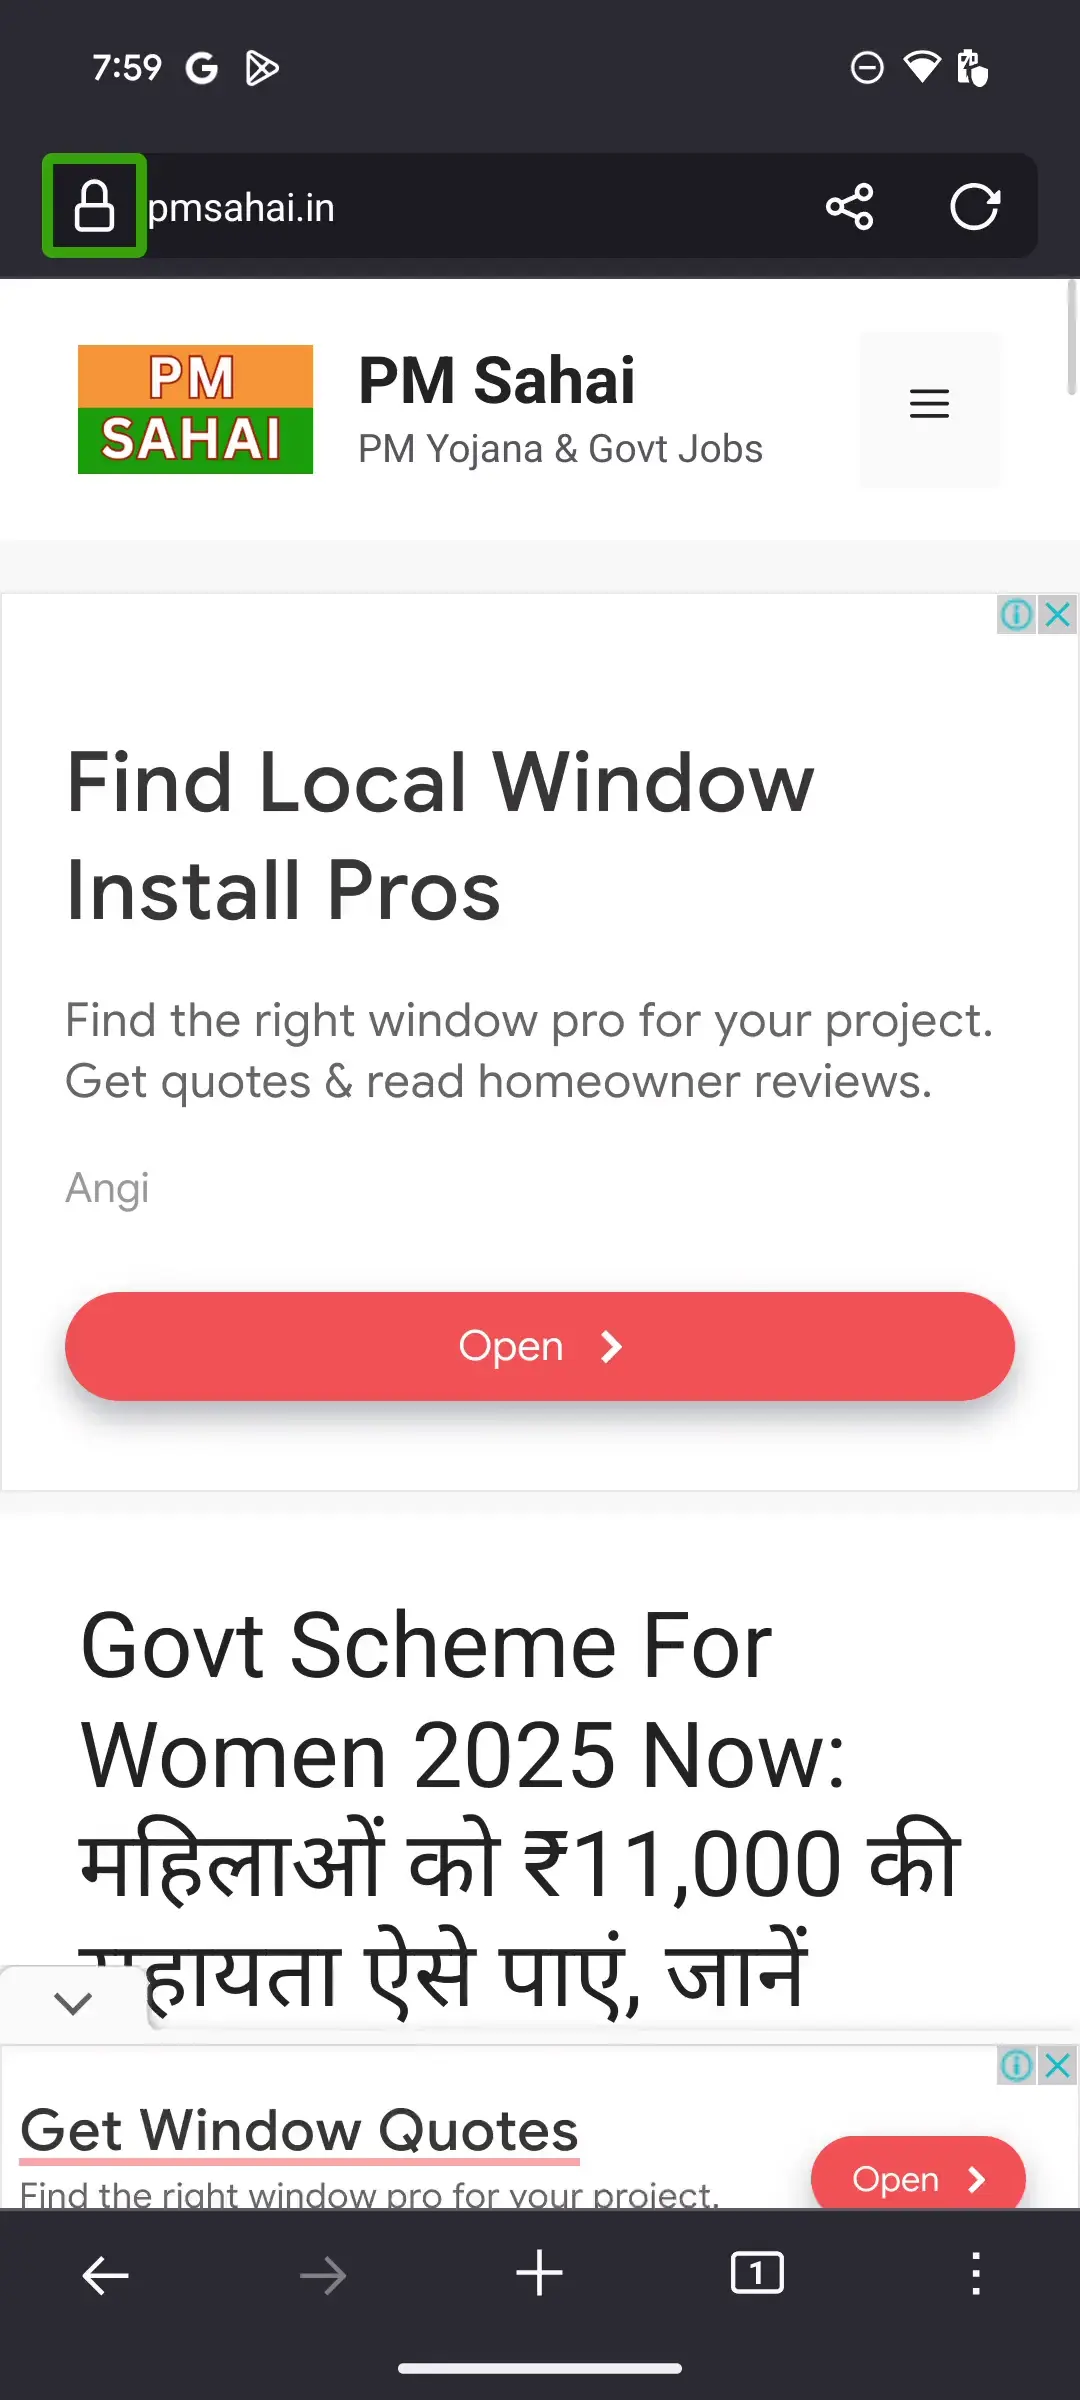 7:59
pmsahai.in
PM
SAHAI
PM Sahai
PM Yojana & Govt Jobs
Find Local Window
Install Pros
Find the right window pro for your project.
Get quotes & read homeowner reviews.
Angi
Open
Govt Scheme For
Women 2025 Now:
महिलाओं को ₹11,000 की
सहायता ऐसे पाएं, जानें
Get Window Quotes
Open
Find the right window pro for your project.
1